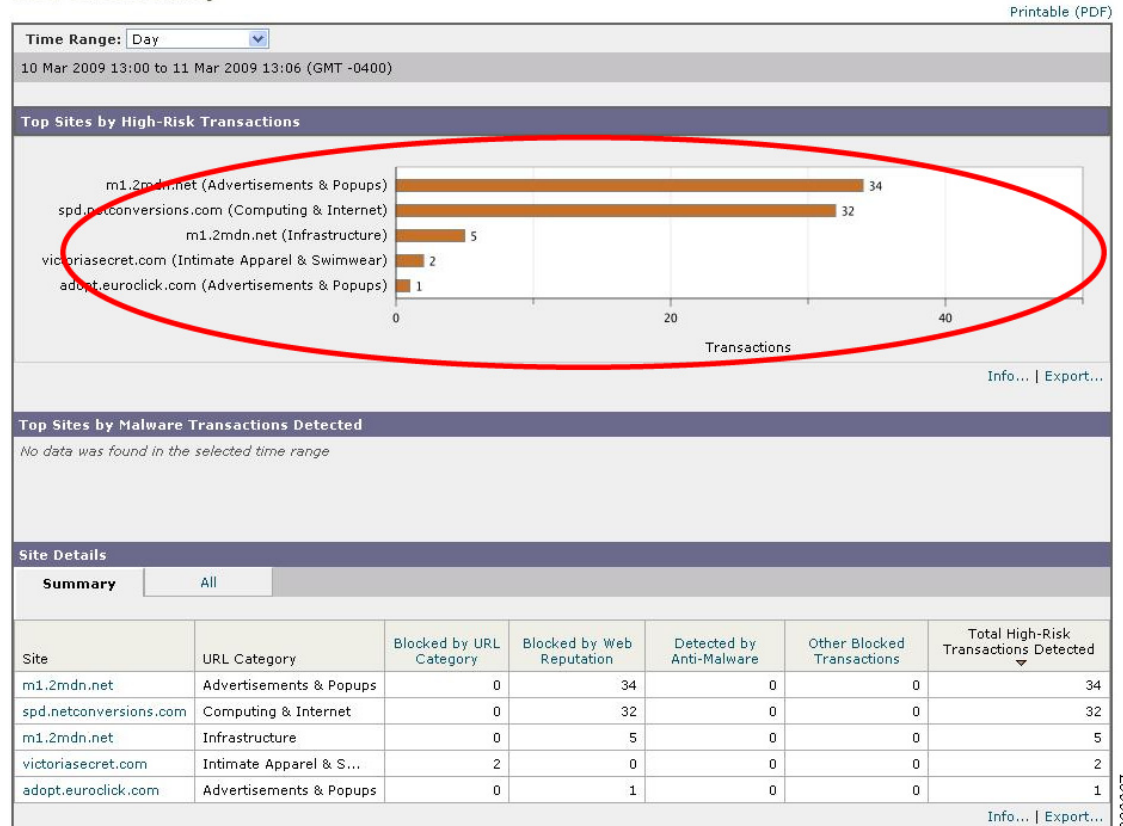 Printable (PDF)
Time Range: Day
10 Mar 2009 13:00 to 11 Mar 2009 13:06 (GMT -0400)
Top Sites by High-Risk Transactions
m1.2mdn.net (Advertisements & Popups) 34
spd.netconversions.com (Computing & Internet) 32
m1.2mdn.net (Infrastructure) 5
victoriasecret.com (Intimate Apparel & Swimwear) 2
adopt.euroclick.com (Advertisements & Popups) 1
0 20 40
Transactions
Info... | Export...
Top Sites by Malware Transactions Detected
No data was found in the selected time range
Site Details
Summary All
Site URL Category Blocked by URL Category Blocked by Web Reputation Detected by Anti-Malware Other Blocked Transactions Total High-Risk Transactions Detected
m1.2mdn.net Advertisements & Popups 0 34 0 0 34
spd.netconversions.com Computing & Internet 0 32 0 0 32
m1.2mdn.net Infrastructure 0 5 0 0 5
victoriasecret.com Intimate Apparel & S... 2 0 0 0 2
adopt.euroclick.com Advertisements & Popups 0 1 0 0 1
Info... | Export...